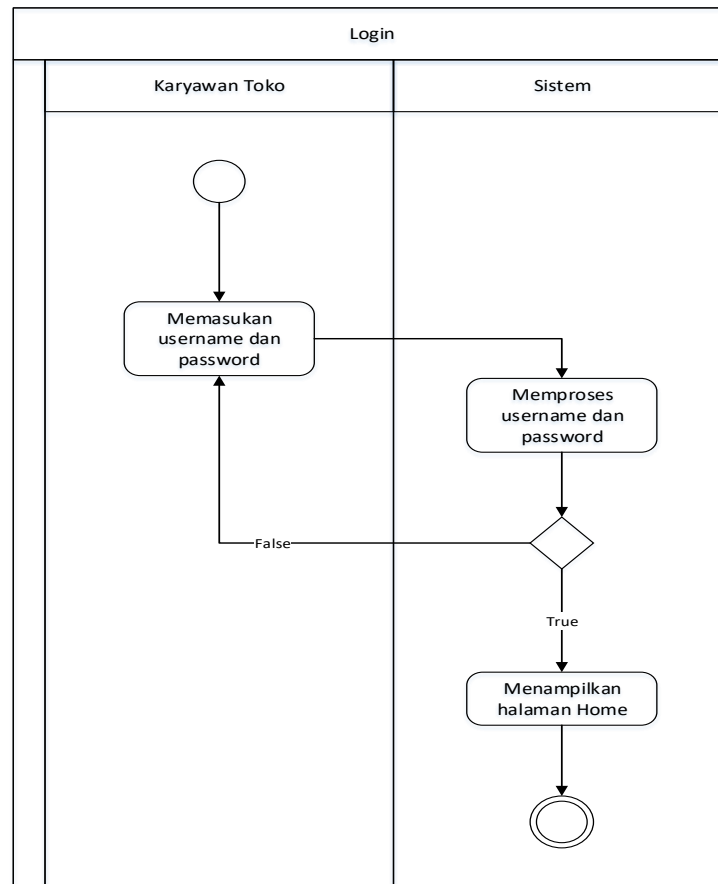 Login
Karyawan Toko
Sistem
Memasukan
username dan
password
Memproses
username dan
password
False
True
Menampilkan
halaman Home